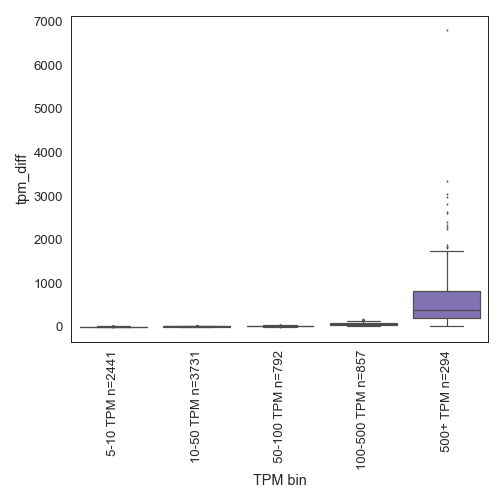 7000
6000
5000
4000
3000
2000
1000
0
tpm_diff
5-10 TPM n=2441
10-50 TPM n=3731
50-100 TPM n=792
100-500 TPM n=857
500+ TPM n=294
TPM bin